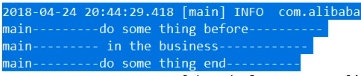 2018-04-24 20:44:29.418 [main] INFO  com.alibaba
main---------do some thing before----------
main--------- in the business-----------
main---------do some thing end----------